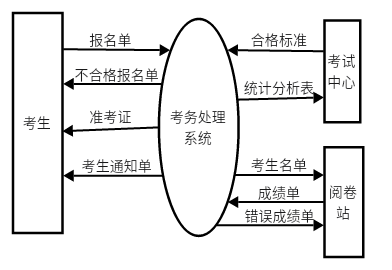 报名单
不合格报名单
考生
准考证
考生通知单
考务处理
系统
合格标准
考试
中心
统计分析表
考生名单
成绩单
阅卷
站
错误成绩单